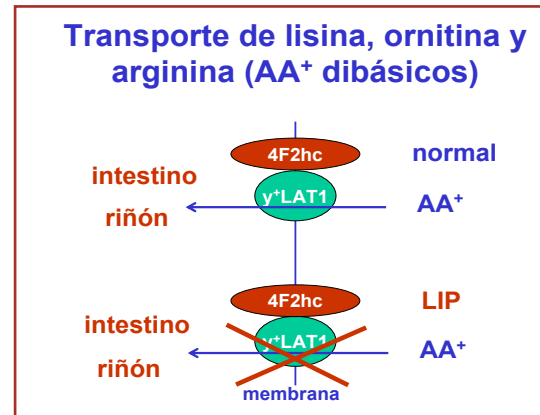 Transporte de lisina, ornitina y
arginina (AA⁺ dibásicos)
4F2hc
normal
intestino
y⁺LAT1
AA⁺
riñón
4F2hc
LIP
intestino
y⁺LAT1
AA⁺
riñón
membrana